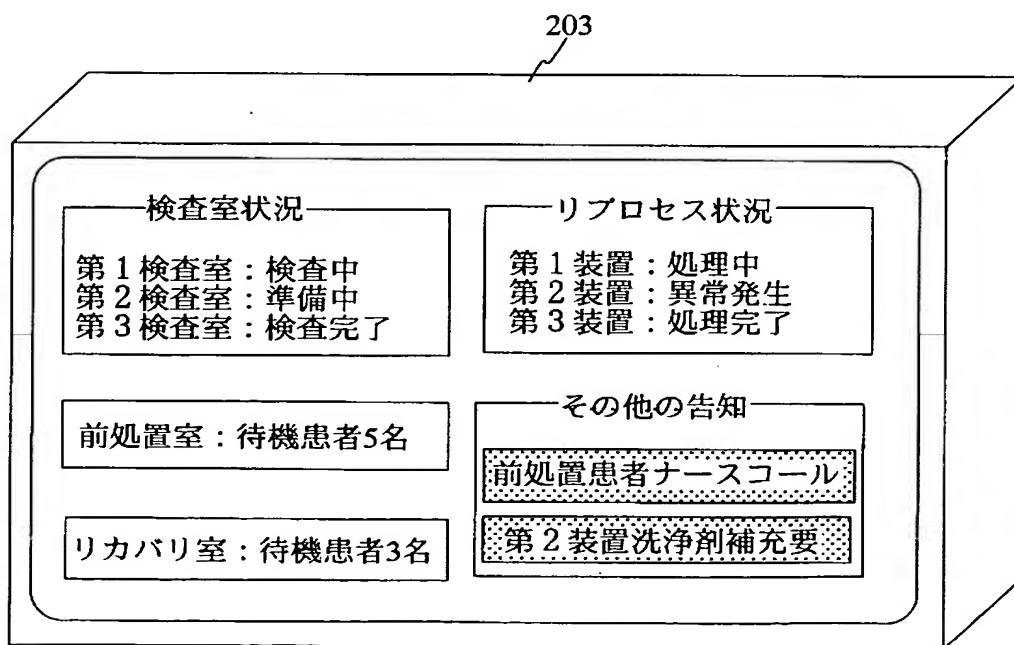 203
検査室状況
第1検査室：検査中
第2検査室：準備中
第3検査室：検査完了
リプロセス状況
第1装置：処理中
第2装置：異常発生
第3装置：処理完了
前処置室：待機患者5名
リカバリ室：待機患者3名
その他の告知
前処置患者ナースコール
第2装置洗浄剤補充要